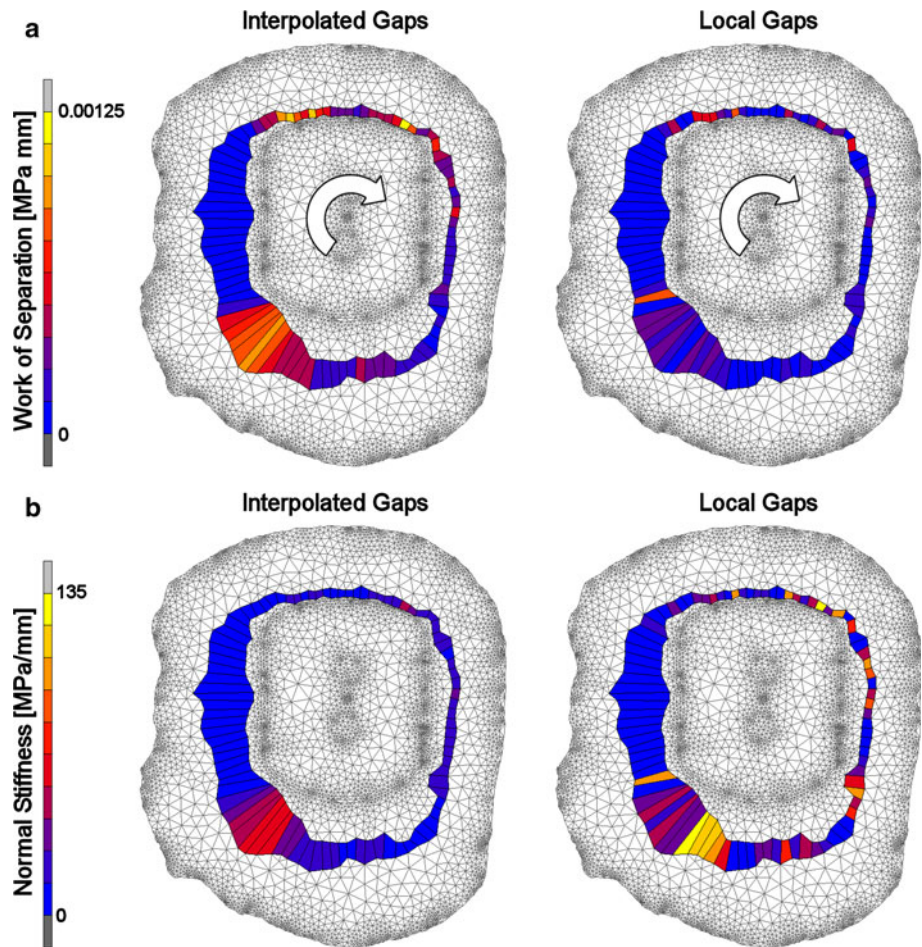 a
Interpolated Gaps
Local Gaps
0.00125
Work of Separation [MPa mm]
0
b
Interpolated Gaps
Local Gaps
135
Normal Stiffness [MPa/mm]
0